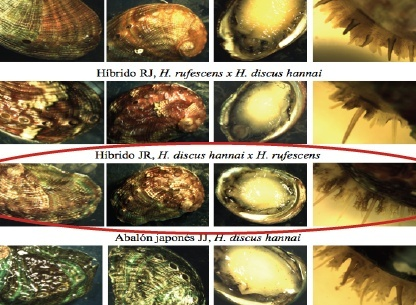 Híbrido RJ, H. rufescens x H. discus hannai
Híbrido JR, H. discus hannai x H. rufescens
Abalón japonés JJ, H. discus hannai